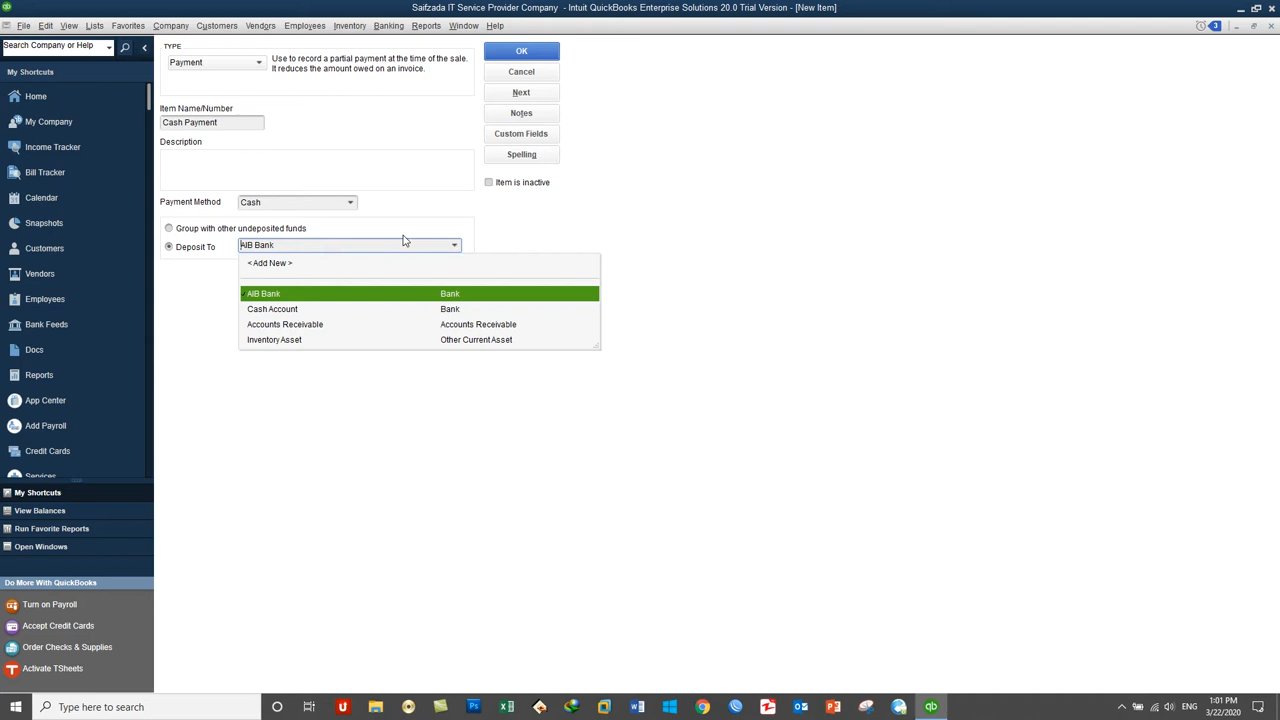 Saifzada IT Service Provider Company - Intuit QuickBooks Enterprise Solutions 20.0 Trial Version - [New Item]
File Edit View Lists Favorites Company Customers Vendors Employees Inventory Banking Reports Window Help
3
Search Company or Help
My Shortcuts
Home
My Company
Income Tracker
Bill Tracker
Calendar
Snapshots
Customers
Vendors
Employees
Bank Feeds
Docs
Reports
App Center
Add Payroll
Credit Cards
Services
My Shortcuts
View Balances
Run Favorite Reports
Open Windows
Do More With QuickBooks
Turn on Payroll
Accept Credit Cards
Order Checks & Supplies
Activate TSheets
TYPE
Payment
Use to record a partial payment at the time of the sale.
It reduces the amount owed on an invoice.
Item Name/Number
Cash Payment
Description
Payment Method Cash
Group with other undeposited funds
Deposit To AIB Bank
< Add New >
AIB Bank Bank
Cash Account Bank
Accounts Receivable Accounts Receivable
Inventory Asset Other Current Asset
OK
Cancel
Next
Notes
Custom Fields
Spelling
Item is inactive
Type here to search
ENG
1:01 PM
3/22/2020